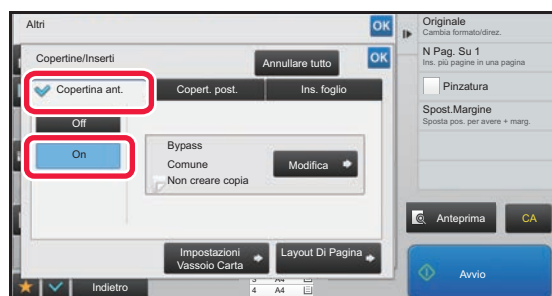 Altri
OK
Copertine/Inserti
Annullare tutto
OK
Copertina ant.
Copert. post.
Ins. foglio
Off
On
Bypass
Comune
Non creare copia
Modifica
Impostazioni
Vassoio Carta
Layout Di Pagina
Indietro
4 A4
Originale
Cambia formato/direz.
N Pag. Su 1
Ins. più pagine in una pagina
Pinzatura
Spost.Margine
Sposta pos. per avere + marg.
Anteprima
CA
Avvio